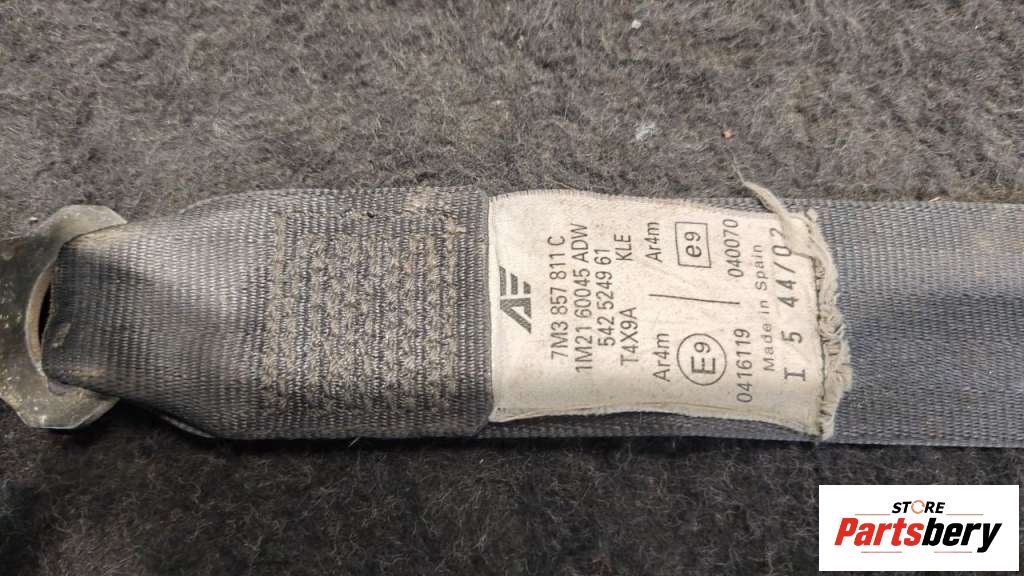 7M3 857 811 C
1M21 60045 ADW
542 5249 61
T4X9A KLE
Ar4m Ar4m
E9 e9
0416119 040070
Made in Spain
I 5 44/02
STORE
Partsbery